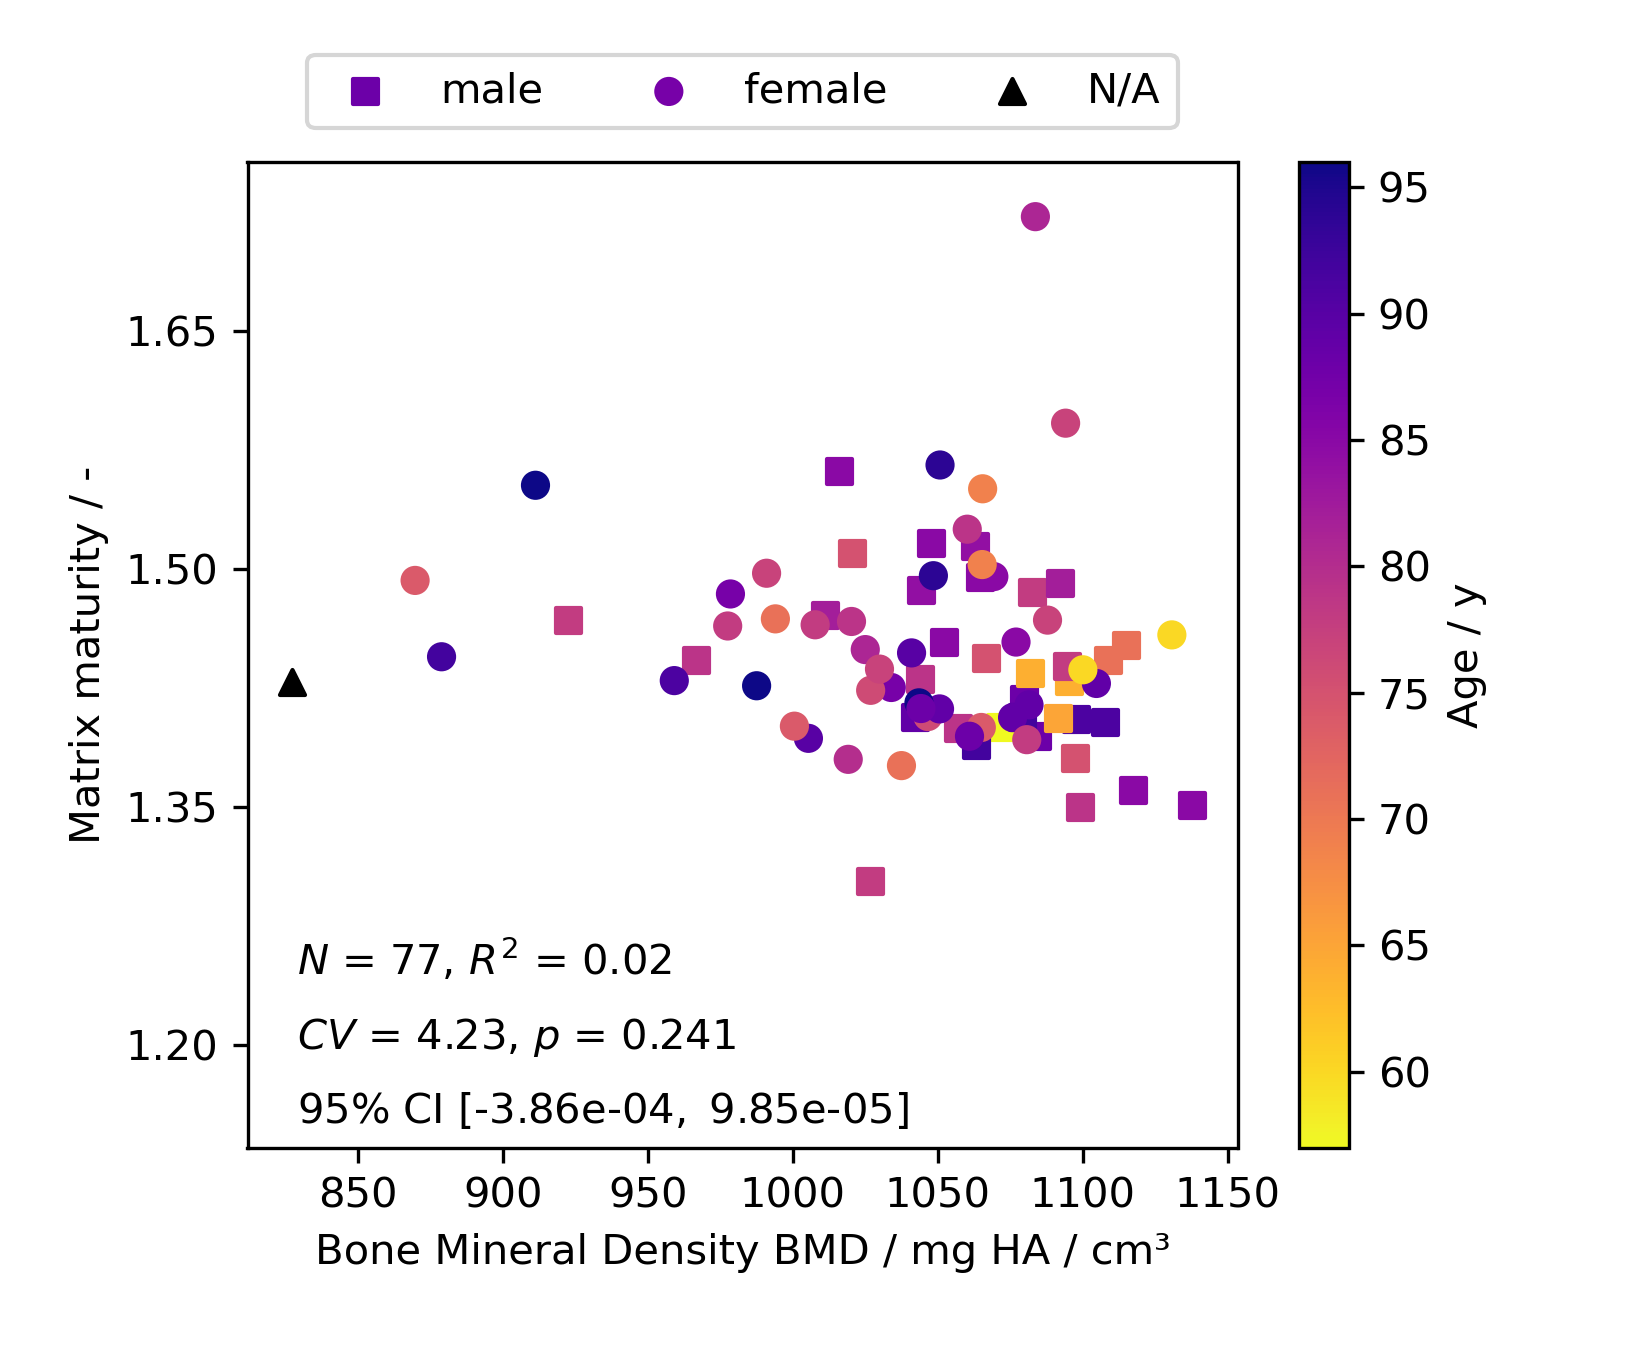 male female N/A
1.65
1.50
1.35
1.20
Matrix maturity / -
N = 77, R² = 0.02
CV = 4.23, p = 0.241
95% CI [-3.86e-04, 9.85e-05]
850 900 950 1000 1050 1100 1150
Bone Mineral Density BMD / mg HA / cm³
95
90
85
80
75
70
65
60
Age / y